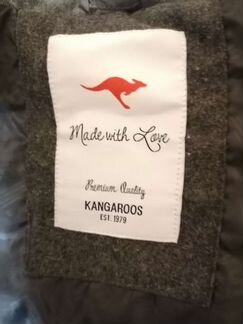 Made with Love
Premium Quality
KANGAROOS
EST. 1979